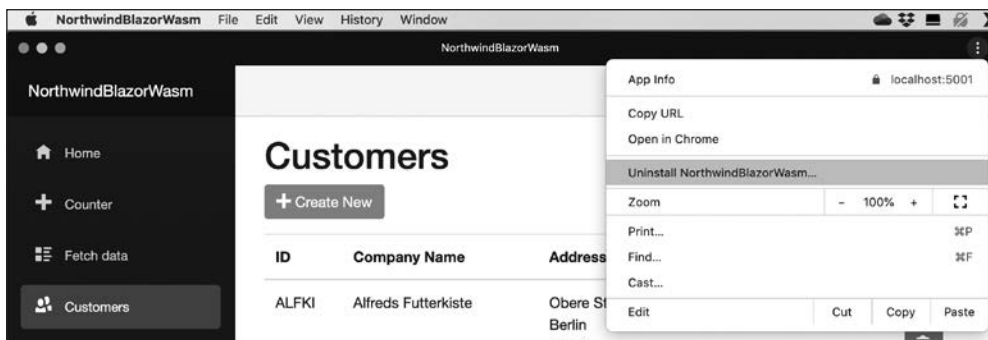 NorthwindBlazorWasm File Edit View History Window
NorthwindBlazorWasm
NorthwindBlazorWasm
Home
Counter
Fetch data
Customers
Customers
+ Create New
ID Company Name Address
ALFKI Alfreds Futterkiste Obere St
Berlin
App Info localhost:5001
Copy URL
Open in Chrome
Uninstall NorthwindBlazorWasm...
Zoom - 100% +
Print... ⌘P
Find... ⌘F
Cast...
Edit Cut Copy Paste